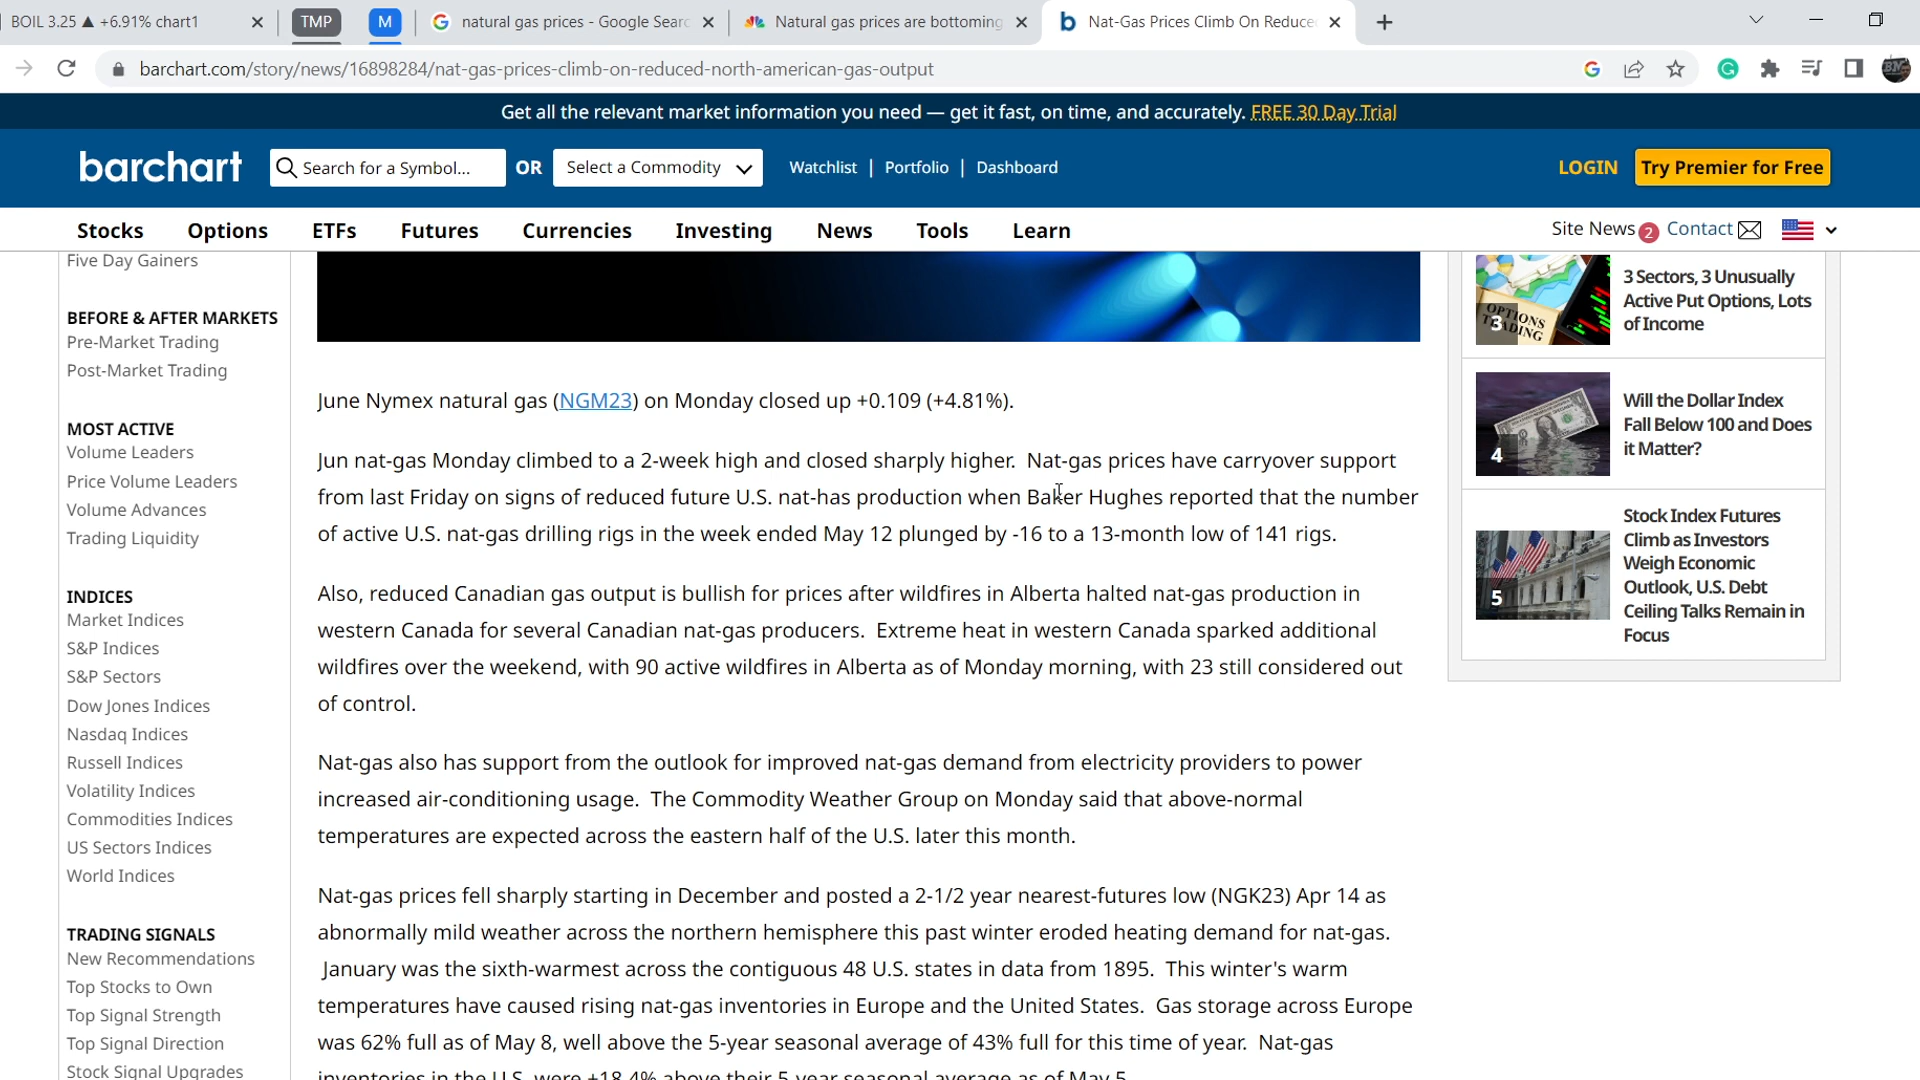 BOIL 3.25 ▲ +6.91% chart1
TMP
M
natural gas prices - Google Searc
Natural gas prices are bottoming
Nat-Gas Prices Climb On Reduce
barchart.com/story/news/16898284/nat-gas-prices-climb-on-reduced-north-american-gas-output
Get all the relevant market information you need — get it fast, on time, and accurately. FREE 30 Day Trial
barchart
Search for a Symbol...
OR
Select a Commodity
Watchlist | Portfolio | Dashboard
LOGIN
Try Premier for Free
Stocks Options ETFs Futures Currencies Investing News Tools Learn
Site News 2 Contact
Five Day Gainers
BEFORE & AFTER MARKETS
Pre-Market Trading
Post-Market Trading
MOST ACTIVE
Volume Leaders
Price Volume Leaders
Volume Advances
Trading Liquidity
INDICES
Market Indices
S&P Indices
S&P Sectors
Dow Jones Indices
Nasdaq Indices
Russell Indices
Volatility Indices
Commodities Indices
US Sectors Indices
World Indices
TRADING SIGNALS
New Recommendations
Top Stocks to Own
Top Signal Strength
Top Signal Direction
Stock Signal Upgrades
June Nymex natural gas (NGM23) on Monday closed up +0.109 (+4.81%).
Jun nat-gas Monday climbed to a 2-week high and closed sharply higher. Nat-gas prices have carryover support
from last Friday on signs of reduced future U.S. nat-has production when Baker Hughes reported that the number
of active U.S. nat-gas drilling rigs in the week ended May 12 plunged by -16 to a 13-month low of 141 rigs.
Also, reduced Canadian gas output is bullish for prices after wildfires in Alberta halted nat-gas production in
western Canada for several Canadian nat-gas producers. Extreme heat in western Canada sparked additional
wildfires over the weekend, with 90 active wildfires in Alberta as of Monday morning, with 23 still considered out
of control.
Nat-gas also has support from the outlook for improved nat-gas demand from electricity providers to power
increased air-conditioning usage. The Commodity Weather Group on Monday said that above-normal
temperatures are expected across the eastern half of the U.S. later this month.
Nat-gas prices fell sharply starting in December and posted a 2-1/2 year nearest-futures low (NGK23) Apr 14 as
abnormally mild weather across the northern hemisphere this past winter eroded heating demand for nat-gas.
January was the sixth-warmest across the contiguous 48 U.S. states in data from 1895. This winter's warm
temperatures have caused rising nat-gas inventories in Europe and the United States. Gas storage across Europe
was 62% full as of May 8, well above the 5-year seasonal average of 43% full for this time of year. Nat-gas
inventories in the U.S. were +18.4% above their 5-year seasonal average as of May 5.
OPTIONS
TRADING
3
3 Sectors, 3 Unusually
Active Put Options, Lots
of Income
4
Will the Dollar Index
Fall Below 100 and Does
it Matter?
5
Stock Index Futures
Climb as Investors
Weigh Economic
Outlook, U.S. Debt
Ceiling Talks Remain in
Focus